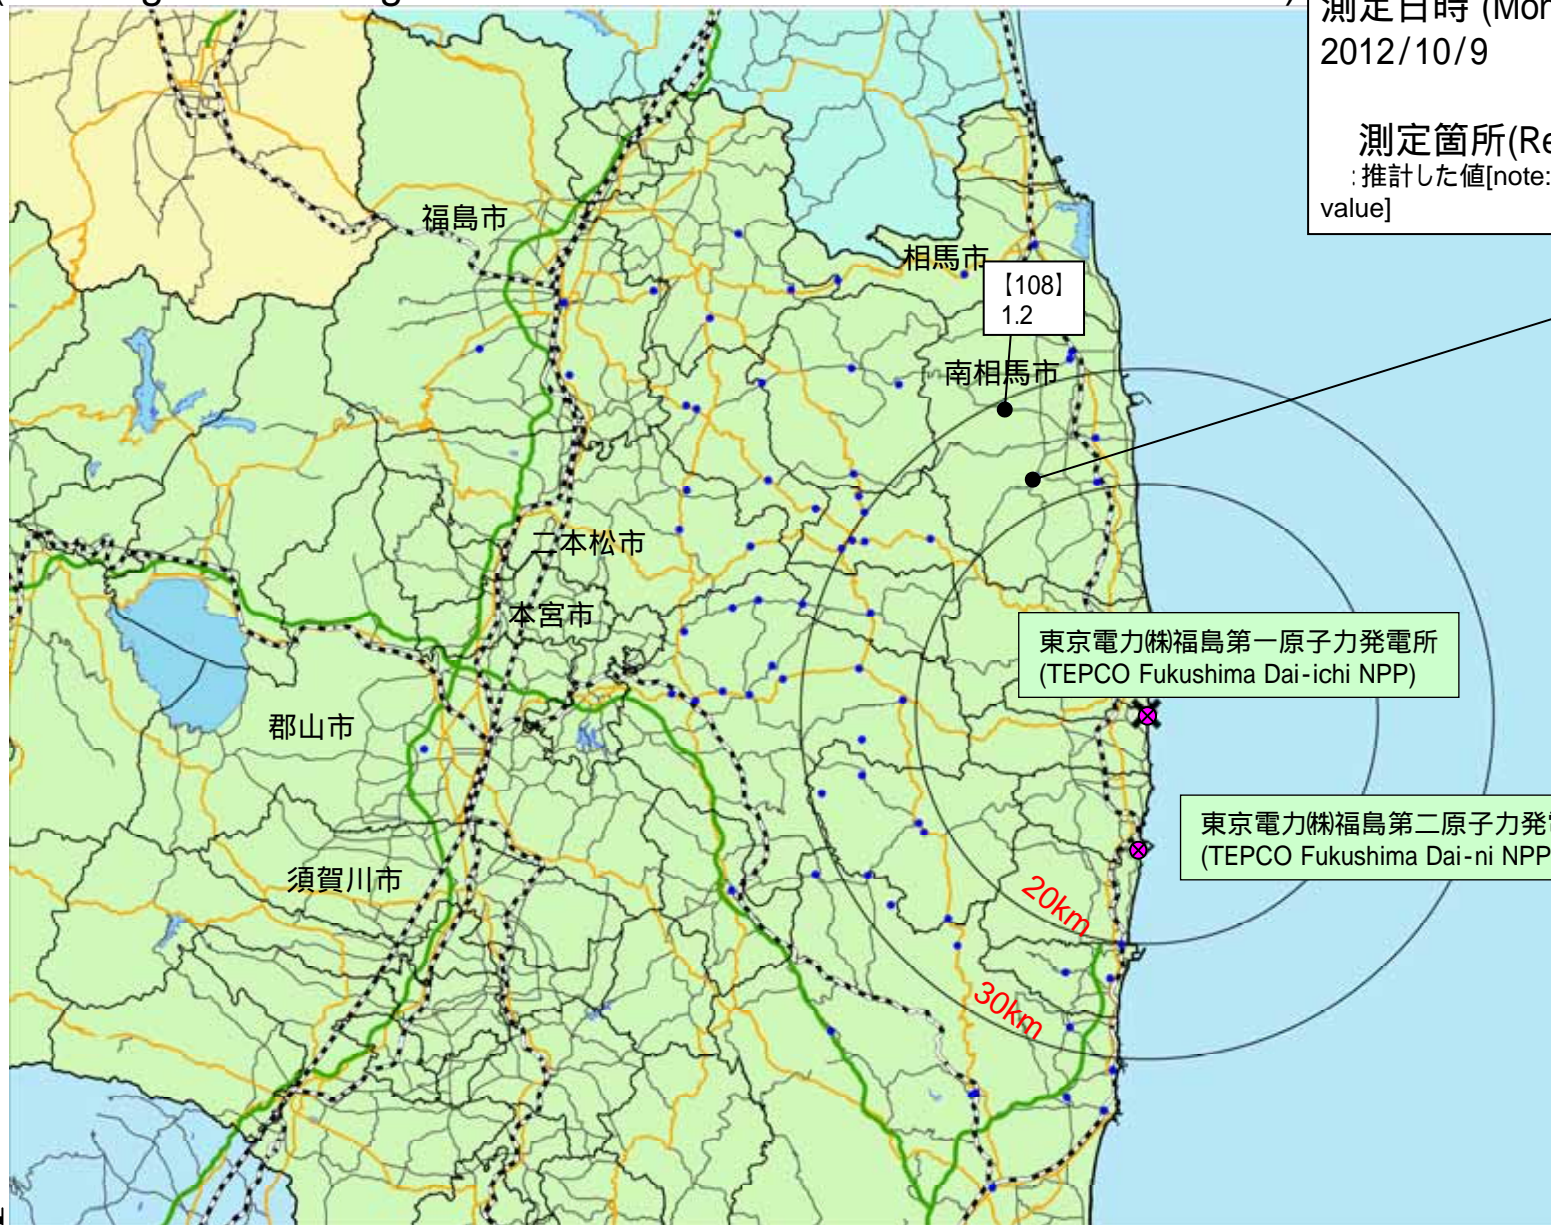 測定日時 (Mon
2012/10/9
測定箇所(Re
:推計した値[note:
value]
福島市
相馬市
【108】
1.2
南相馬市
二本松市
本宮市
東京電力㈱福島第一原子力発電所
(TEPCO Fukushima Dai-ichi NPP)
郡山市
東京電力㈱福島第二原子力発
(TEPCO Fukushima Dai-ni NPP
須賀川市
20km
30km